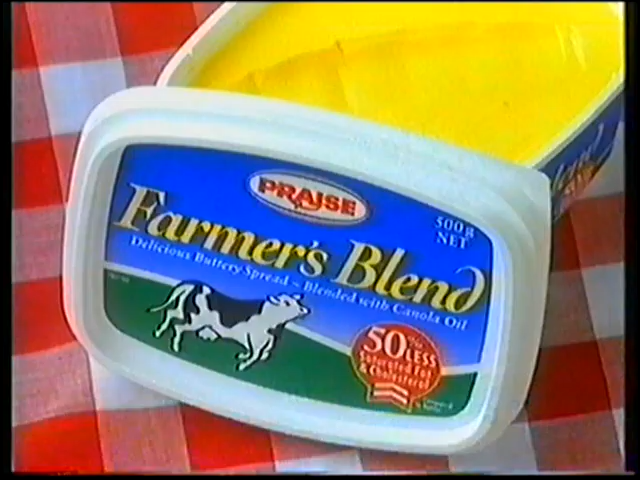 PRAISE
500g
NET
Farmer's Blend
Delicious Buttery Spread ~ Blended with Canola Oil
50% LESS
Saturated Fat
& Cholesterol